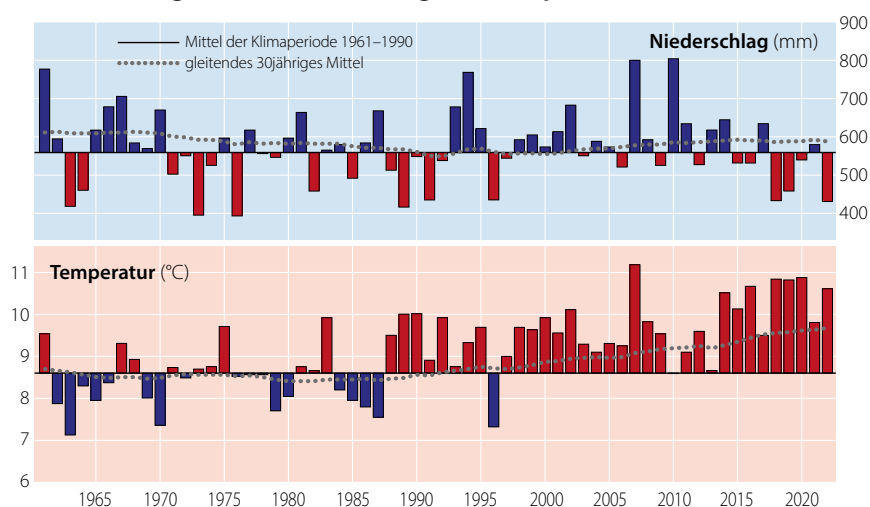 Mittel der Klimaperiode 1961–1990
gleitendes 30jähriges Mittel
Niederschlag (mm)
900
800
700
600
500
400
Temperatur (°C)
11
10
9
8
7
6
1965 1970 1975 1980 1985 1990 1995 2000 2005 2010 2015 2020